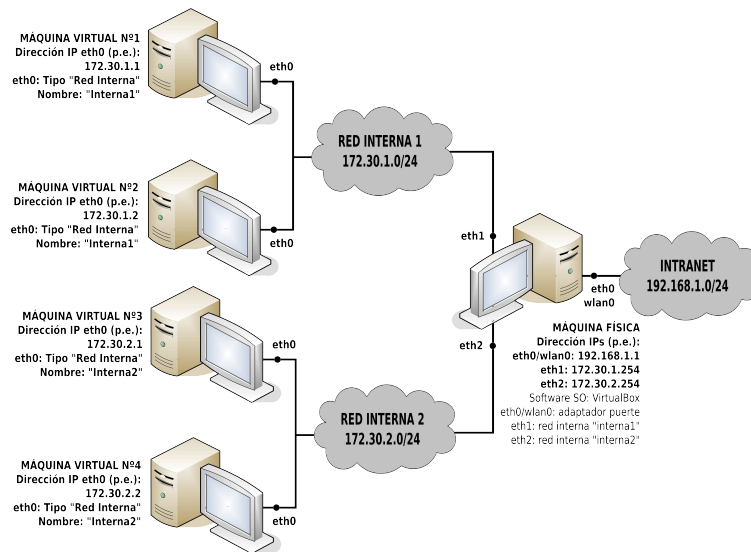 MÁQUINA VIRTUAL Nº1
Dirección IP eth0 (p.e.):
172.30.1.1
eth0: Tipo "Red Interna"
Nombre: "Interna1"
eth0
MÁQUINA VIRTUAL Nº2
Dirección IP eth0 (p.e.):
172.30.1.2
eth0: Tipo "Red Interna"
Nombre: "Interna1"
eth0
RED INTERNA 1
172.30.1.0/24
MÁQUINA VIRTUAL Nº3
Dirección IP eth0 (p.e.):
172.30.2.1
eth0: Tipo "Red Interna"
Nombre: "Interna2"
eth0
MÁQUINA VIRTUAL Nº4
Dirección IP eth0 (p.e.):
172.30.2.2
eth0: Tipo "Red Interna"
Nombre: "Interna2"
eth0
RED INTERNA 2
172.30.2.0/24
eth1
eth2
eth0
wlan0
INTRANET
192.168.1.0/24
MÁQUINA FÍSICA
Dirección IPs (p.e.):
eth0/wlan0: 192.168.1.1
eth1: 172.30.1.254
eth2: 172.30.2.254
Software SO: VirtualBox
eth0/wlan0: adaptador puerte
eth1: red interna "interna1"
eth2: red interna "interna2"